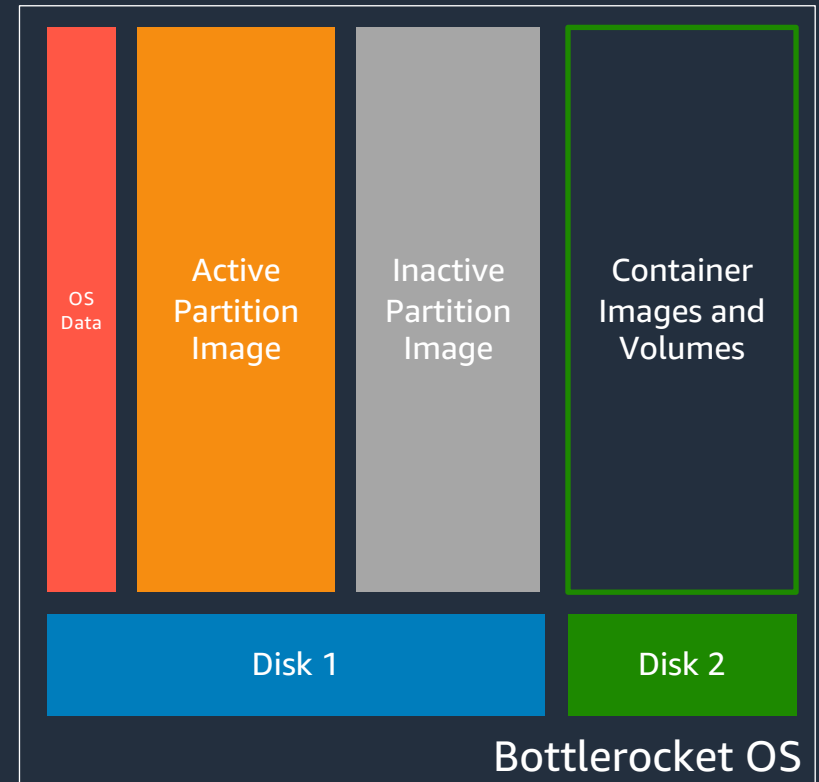 OS
Data
Active
Partition
Image
Inactive
Partition
Image
Container
Images and
Volumes
Disk 1
Disk 2
Bottlerocket OS